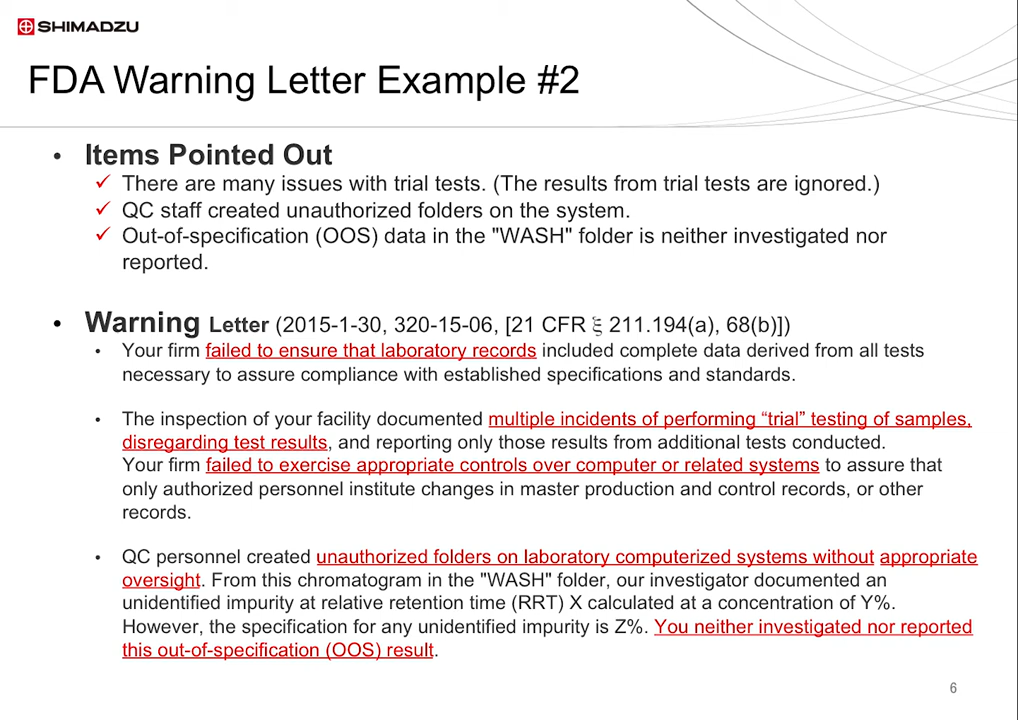 SHIMADZU
FDA Warning Letter Example #2
• Items Pointed Out
✓ There are many issues with trial tests. (The results from trial tests are ignored.)
✓ QC staff created unauthorized folders on the system.
✓ Out-of-specification (OOS) data in the "WASH" folder is neither investigated nor
reported.
• Warning Letter (2015-1-30, 320-15-06, [21 CFR ξ 211.194(a), 68(b)])
• Your firm failed to ensure that laboratory records included complete data derived from all tests
necessary to assure compliance with established specifications and standards.
• The inspection of your facility documented multiple incidents of performing “trial” testing of samples,
disregarding test results, and reporting only those results from additional tests conducted.
Your firm failed to exercise appropriate controls over computer or related systems to assure that
only authorized personnel institute changes in master production and control records, or other
records.
• QC personnel created unauthorized folders on laboratory computerized systems without appropriate
oversight. From this chromatogram in the "WASH" folder, our investigator documented an
unidentified impurity at relative retention time (RRT) X calculated at a concentration of Y%.
However, the specification for any unidentified impurity is Z%. You neither investigated nor reported
this out-of-specification (OOS) result.
6